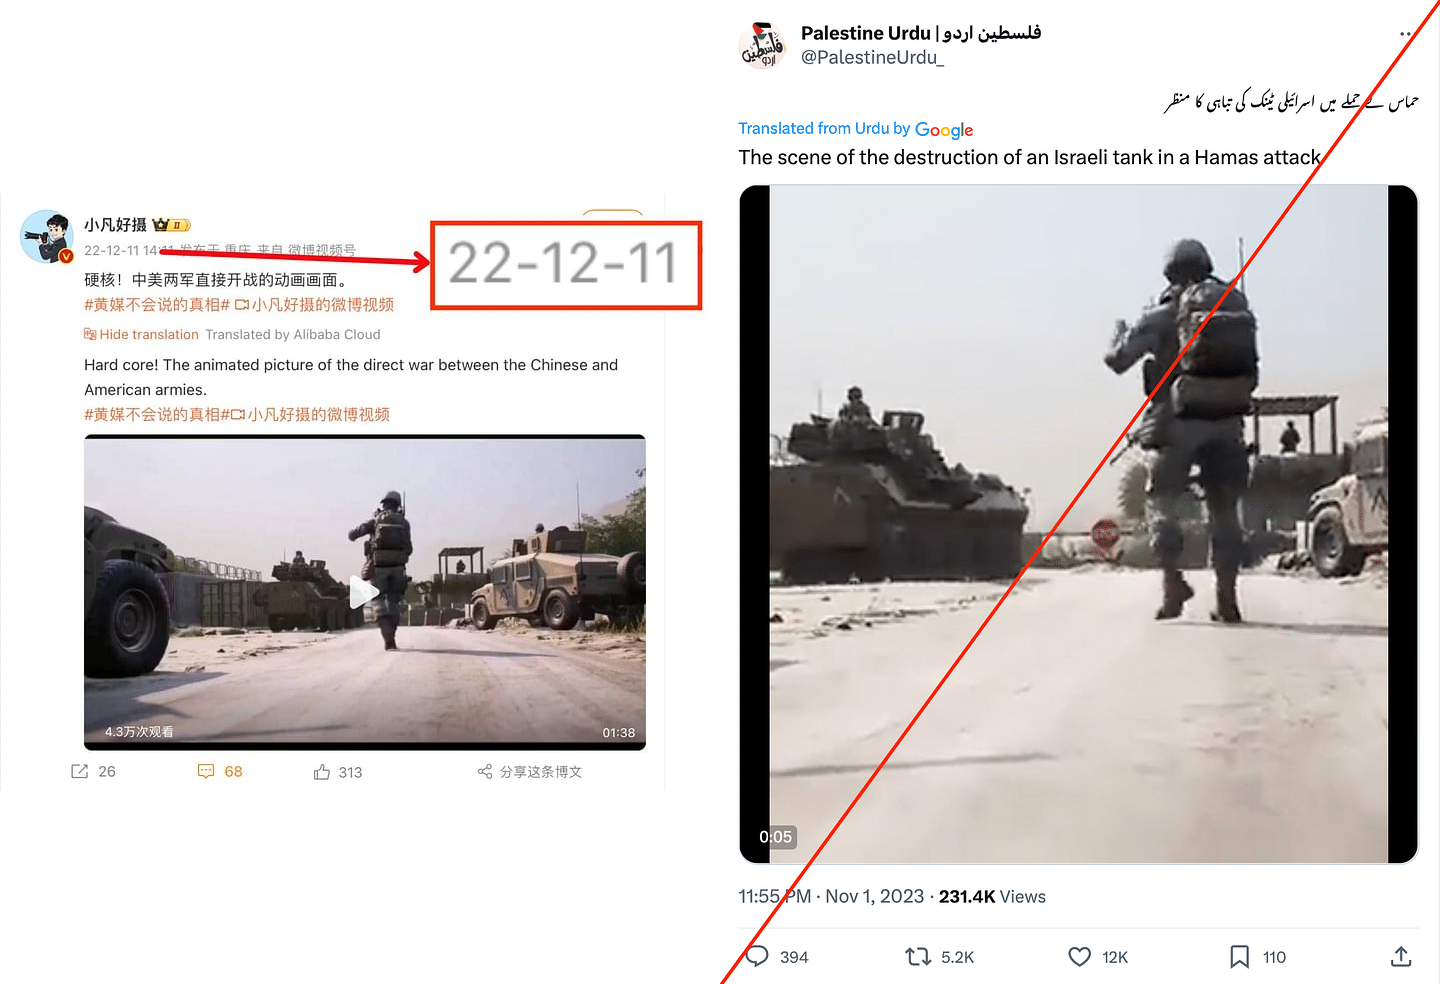 小凡好摄 II
22-12-11 14:11 发布于 重庆 来自 微博视频号
22-12-11
硬核！中美两军直接开战的动画画面。
#黄媒不会说的真相# 小凡好摄的微博视频
Hide translation Translated by Alibaba Cloud
Hard core! The animated picture of the direct war between the Chinese and
American armies.
#黄媒不会说的真相# 小凡好摄的微博视频
4.3万次观看 01:38
26 68 313 分享这条博文
Palestine Urdu | فلسطین اردو
@PalestineUrdu_
فلسطین
اردو
حماس کے حملے میں اسرائیلی ٹینک کی تباہی کا منظر
Translated from Urdu by Google
The scene of the destruction of an Israeli tank in a Hamas attack
0:05
11:55 PM · Nov 1, 2023 · 231.4K Views
394 5.2K 12K 110